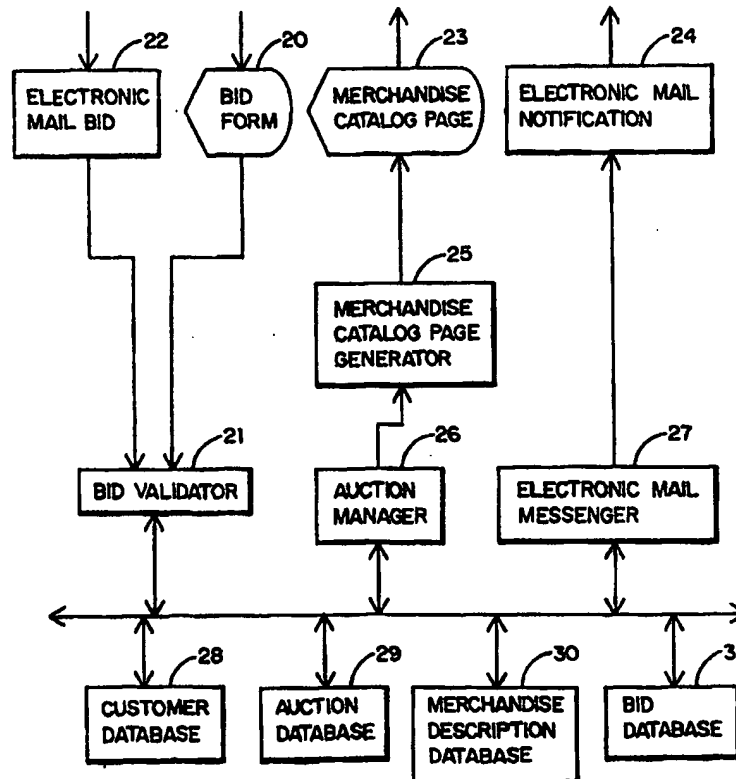 22
20
23
24
ELECTRONIC
MAIL BID
BID
FORM
MERCHANDISE
CATALOG PAGE
ELECTRONIC MAIL
NOTIFICATION
25
MERCHANDISE
CATALOG PAGE
GENERATOR
21
26
27
BID VALIDATOR
AUCTION
MANAGER
ELECTRONIC MAIL
MESSENGER
28
29
30
3
CUSTOMER
DATABASE
AUCTION
DATABASE
MERCHANDISE
DESCRIPTION
DATABASE
BID
DATABASE